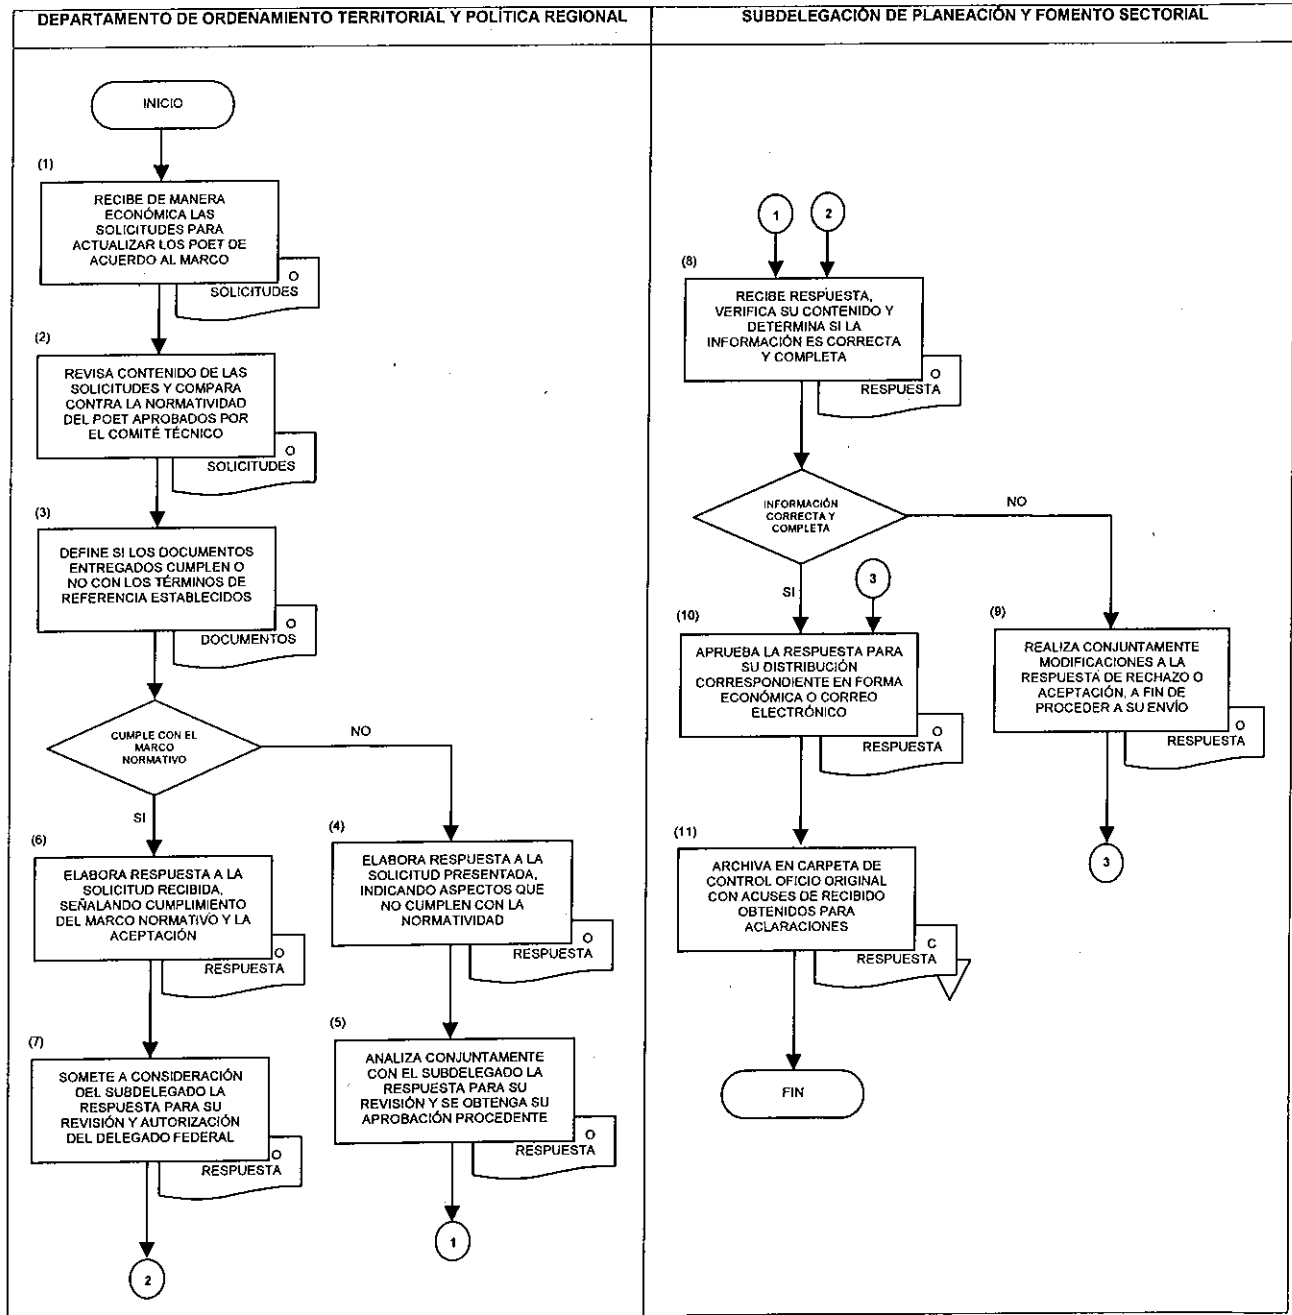 DEPARTAMENTO DE ORDENAMIENTO TERRITORIAL Y POLÍTICA REGIONAL
SUBDELEGACIÓN DE PLANEACIÓN Y FOMENTO SECTORIAL
INICIO
(1)
RECIBE DE MANERA
ECONÓMICA LAS
SOLICITUDES PARA
ACTUALIZAR LOS POET DE
ACUERDO AL MARCO
O
SOLICITUDES
(2)
REVISA CONTENIDO DE LAS
SOLICITUDES Y COMPARA
CONTRA LA NORMATIVIDAD
DEL POET APROBADOS POR
EL COMITÉ TÉCNICO
O
SOLICITUDES
(3)
DEFINE SI LOS DOCUMENTOS
ENTREGADOS CUMPLEN O
NO CON LOS TÉRMINOS DE
REFERENCIA ESTABLECIDOS
O
DOCUMENTOS
CUMPLE CON EL
MARCO
NORMATIVO
NO
SI
(6)
ELABORA RESPUESTA A LA
SOLICITUD RECIBIDA,
SEÑALANDO CUMPLIMIENTO
DEL MARCO NORMATIVO Y LA
ACEPTACIÓN
O
RESPUESTA
(4)
ELABORA RESPUESTA A LA
SOLICITUD PRESENTADA,
INDICANDO ASPECTOS QUE
NO CUMPLEN CON LA
NORMATIVIDAD
O
RESPUESTA
(7)
SOMETE A CONSIDERACIÓN
DEL SUBDELEGADO LA
RESPUESTA PARA SU
REVISIÓN Y AUTORIZACIÓN
DEL DELEGADO FEDERAL
O
RESPUESTA
(5)
ANALIZA CONJUNTAMENTE
CON EL SUBDELEGADO LA
RESPUESTA PARA SU
REVISIÓN Y SE OBTENGA SU
APROBACIÓN PROCEDENTE
O
RESPUESTA
1
2
1
2
(8)
RECIBE RESPUESTA,
VERIFICA SU CONTENIDO Y
DETERMINA SI LA
INFORMACIÓN ES CORRECTA
Y COMPLETA
O
RESPUESTA
INFORMACIÓN
CORRECTA Y
COMPLETA
NO
SI
3
(10)
APRUEBA LA RESPUESTA PARA
SU DISTRIBUCIÓN
CORRESPONDIENTE EN FORMA
ECONÓMICA O CORREO
ELECTRÓNICO
O
RESPUESTA
(9)
REALIZA CONJUNTAMENTE
MODIFICACIONES A LA
RESPUESTA DE RECHAZO O
ACEPTACIÓN, A FIN DE
PROCEDER A SU ENVÍO
O
RESPUESTA
3
(11)
ARCHIVA EN CARPETA DE
CONTROL OFICIO ORIGINAL
CON ACUSES DE RECIBIDO
OBTENIDOS PARA
ACLARACIONES
C
RESPUESTA
FIN